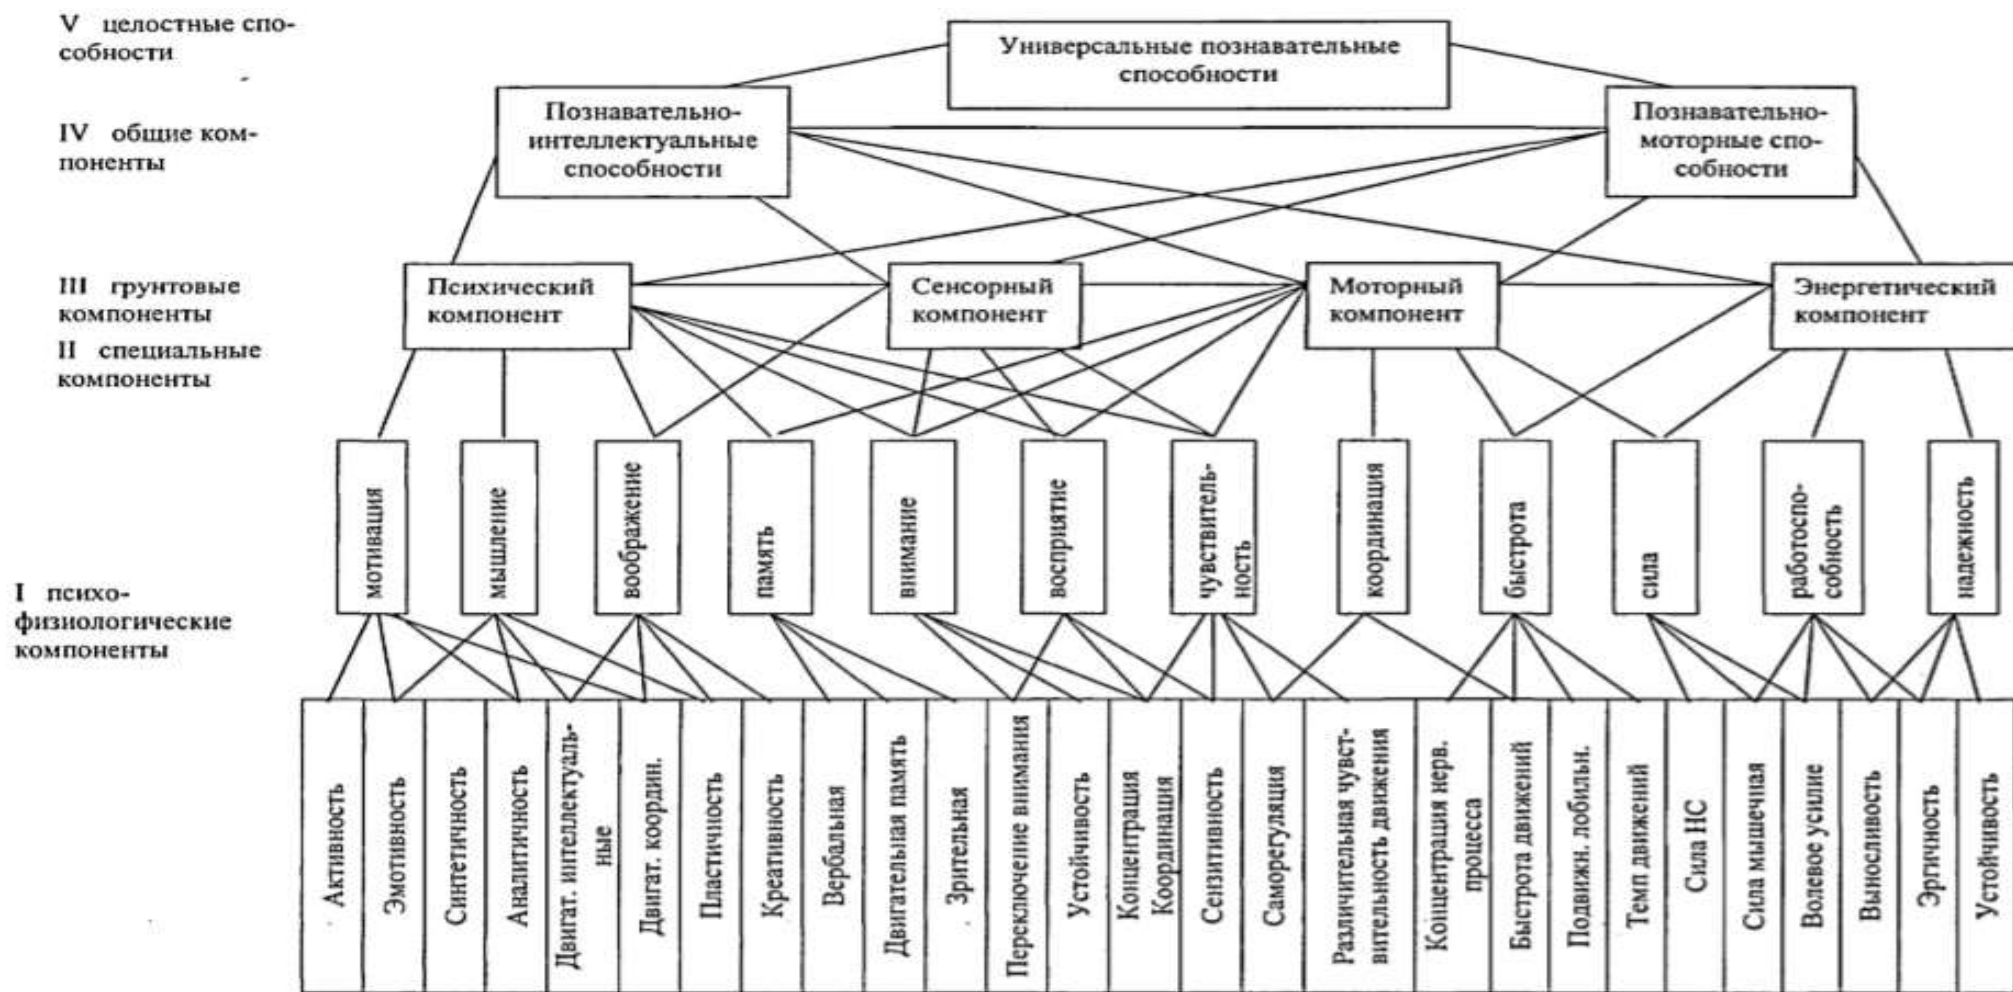 V целостные спо-
собности
Универсальные познавательные
способности
IV общие ком-
поненты
Познавательно-
интеллектуальные
способности
Познавательно-
моторные спо-
собности
III грунтовые
компоненты
Психический
компонент
Сенсорный
компонент
Моторный
компонент
Энергетический
компонент
II специальные
компоненты
мотивация
мышление
воображение
память
внимание
восприятие
чувствитель-
ность
координация
быстрота
сила
работоспо-
собность
надежность
I психо-
физиологические
компоненты
Активность
Эмотивность
Синтетичность
Аналитичность
Двигат. интеллектуаль-
ные
Двигат. координ.
Пластичность
Креативность
Вербальная
Двигательная память
Зрительная
Переключение внимания
Устойчивость
Концентрация
Координация
Сензитивность
Саморегуляция
Различительная чувст-
вительность движения
Концентрация нерв.
процесса
Быстрота движений
Подвижн. лобильн.
Темп движений
Сила НС
Сила мышечная
Волевое усилие
Выносливость
Эргичность
Устойчивость